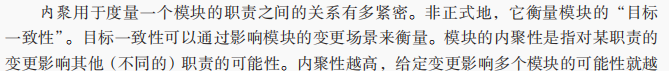 内聚用于度量一个模块的职责之间的关系有多紧密。非正式地，它衡量模块的“目标
一致性”。目标一致性可以通过影响模块的变更场景来衡量。模块的内聚性是指对某职责的
变更影响其他（不同的）职责的可能性。内聚性越高，给定变更影响多个模块的可能性就越